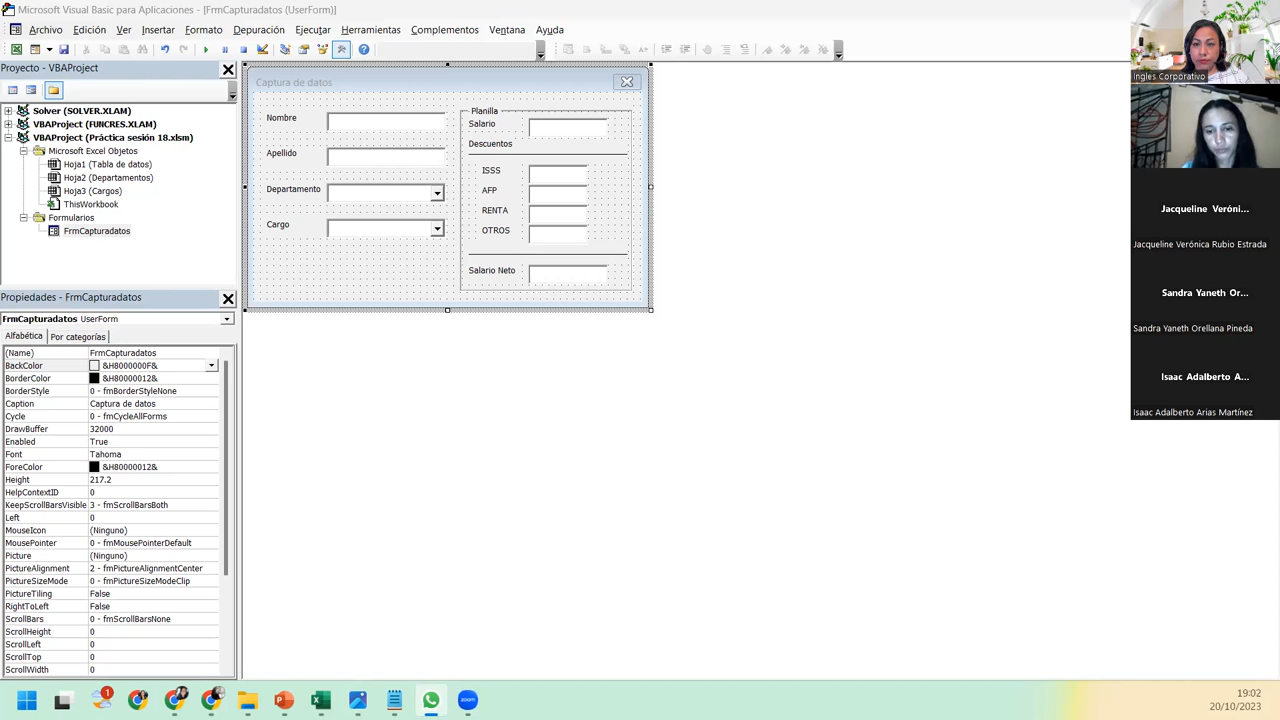 Microsoft Visual Basic para Aplicaciones - [FrmCapturadatos (UserForm)]
Archivo Edición Ver Insertar Formato Depuración Ejecutar Herramientas Complementos Ventana Ayuda
Proyecto - VBAProject
Solver (SOLVER.XLAM)
VBAProject (FUNCRES.XLAM)
VBAProject (Práctica sesión 18.xlsm)
Microsoft Excel Objetos
Hoja1 (Tabla de datos)
Hoja2 (Departamentos)
Hoja3 (Cargos)
ThisWorkbook
Formularios
FrmCapturadatos
Propiedades - FrmCapturadatos
FrmCapturadatos UserForm
Alfabética Por categorías
(Name) FrmCapturadatos
BackColor &H8000000F&
BorderColor &H80000012&
BorderStyle 0 - fmBorderStyleNone
Caption Captura de datos
Cycle 0 - fmCycleAllForms
DrawBuffer 32000
Enabled True
Font Tahoma
ForeColor &H80000012&
Height 217.2
HelpContextID 0
KeepScrollBarsVisible 3 - fmScrollBarsBoth
Left 0
MouseIcon (Ninguno)
MousePointer 0 - fmMousePointerDefault
Picture (Ninguno)
PictureAlignment 2 - fmPictureAlignmentCenter
PictureSizeMode 0 - fmPictureSizeModeClip
PictureTiling False
RightToLeft False
ScrollBars 0 - fmScrollBarsNone
ScrollHeight 0
ScrollLeft 0
ScrollTop 0
ScrollWidth 0
Captura de datos
Nombre
Apellido
Departamento
Cargo
Planilla
Salario
Descuentos
ISSS
AFP
RENTA
OTROS
Salario Neto
Ingles Corporativo
Jacqueline Veróni...
Jacqueline Verónica Rubio Estrada
Sandra Yaneth Or...
Sandra Yaneth Orellana Pineda
Isaac Adalberto A...
Isaac Adalberto Arias Martínez
1
zoom
19:02
20/10/2023